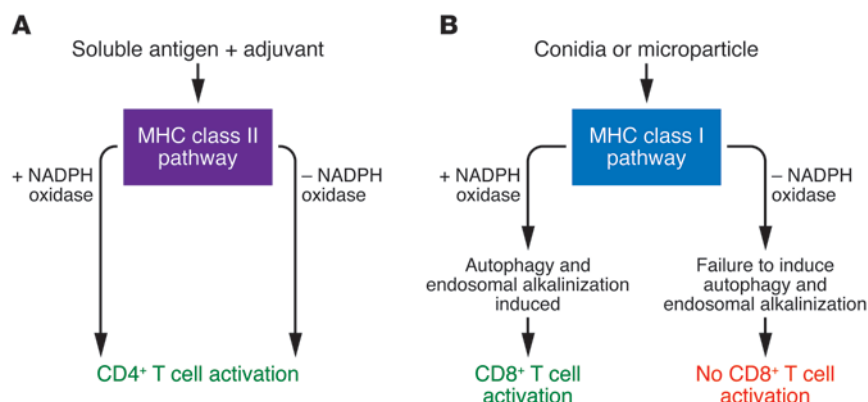 A
Soluble antigen + adjuvant
MHC class II
pathway
+ NADPH
oxidase
– NADPH
oxidase
CD4⁺ T cell activation
B
Conidia or microparticle
MHC class I
pathway
+ NADPH
oxidase
– NADPH
oxidase
Autophagy and
endosomal alkalinization
induced
Failure to induce
autophagy and
endosomal alkalinization
CD8⁺ T cell
activation
No CD8⁺ T cell
activation